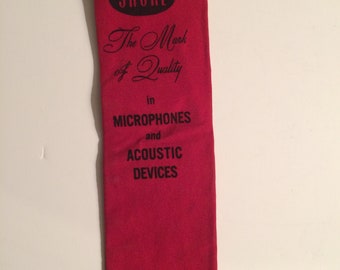 SHURE
The Mark
of Quality
in
MICROPHONES
and
ACOUSTIC
DEVICES